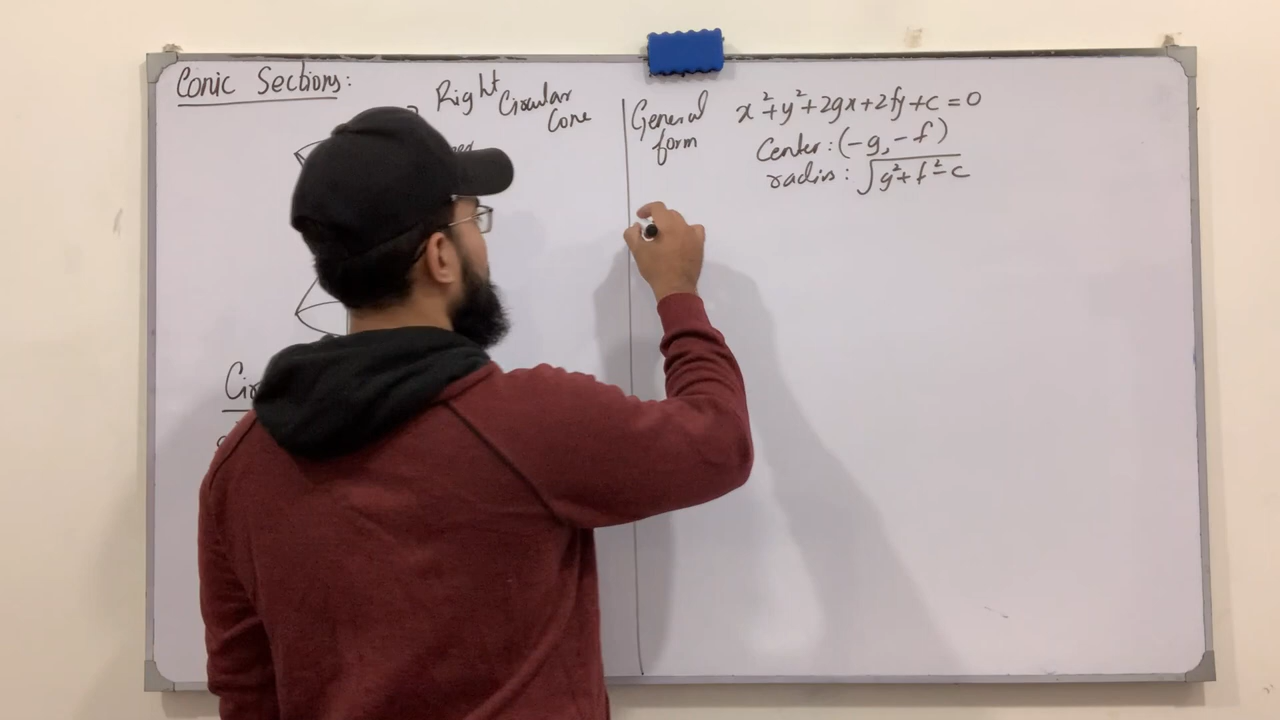 Conic Sections:
Right Circular
Cone
General
form
x²+y²+2gx+2fy+c=0
Center: (-g, -f)
radius: √g²+f²-c